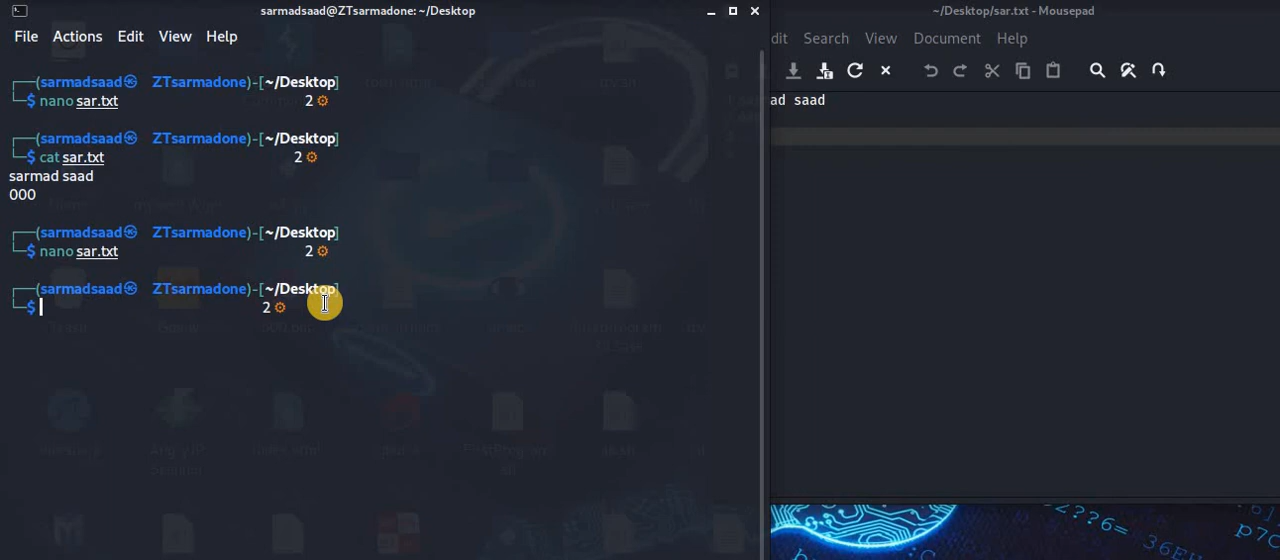 sarmadsaad@ZTsarmadone: ~/Desktop
File Actions Edit View Help
┌──(sarmadsaad㉿ ZTsarmadone)-[~/Desktop]
└─$ nano sar.txt 2 ⚙
┌──(sarmadsaad㉿ ZTsarmadone)-[~/Desktop]
└─$ cat sar.txt 2 ⚙
sarmad saad
000
┌──(sarmadsaad㉿ ZTsarmadone)-[~/Desktop]
└─$ nano sar.txt 2 ⚙
┌──(sarmadsaad㉿ ZTsarmadone)-[~/Desktop]
└─$ 2 ⚙
~/Desktop/sar.txt - Mousepad
dit Search View Document Help
ad saad